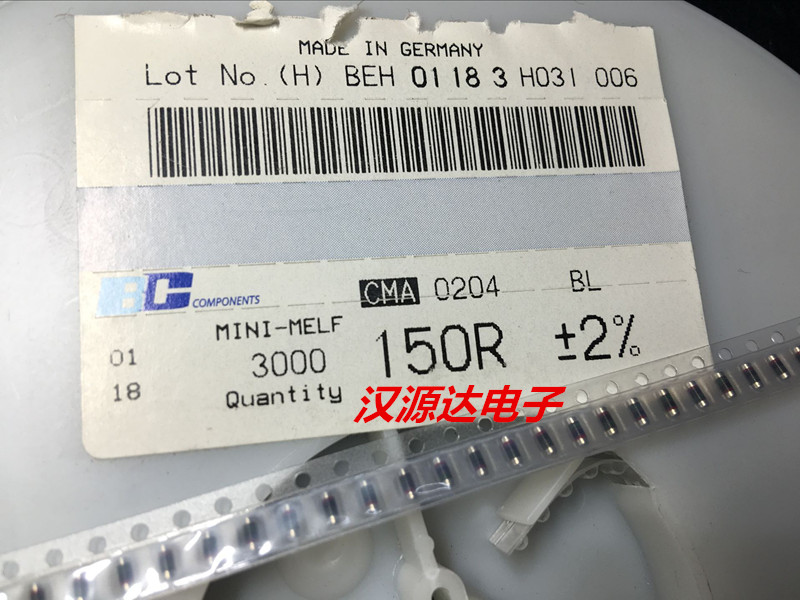 MADE IN GERMANY
Lot No.(H) BEH 01 18 3 H031 006
BC COMPONENTS
CMA 0204 BL
MINI-MELF
150R ±2%
01
3000
18
Quantity
汉源达电子